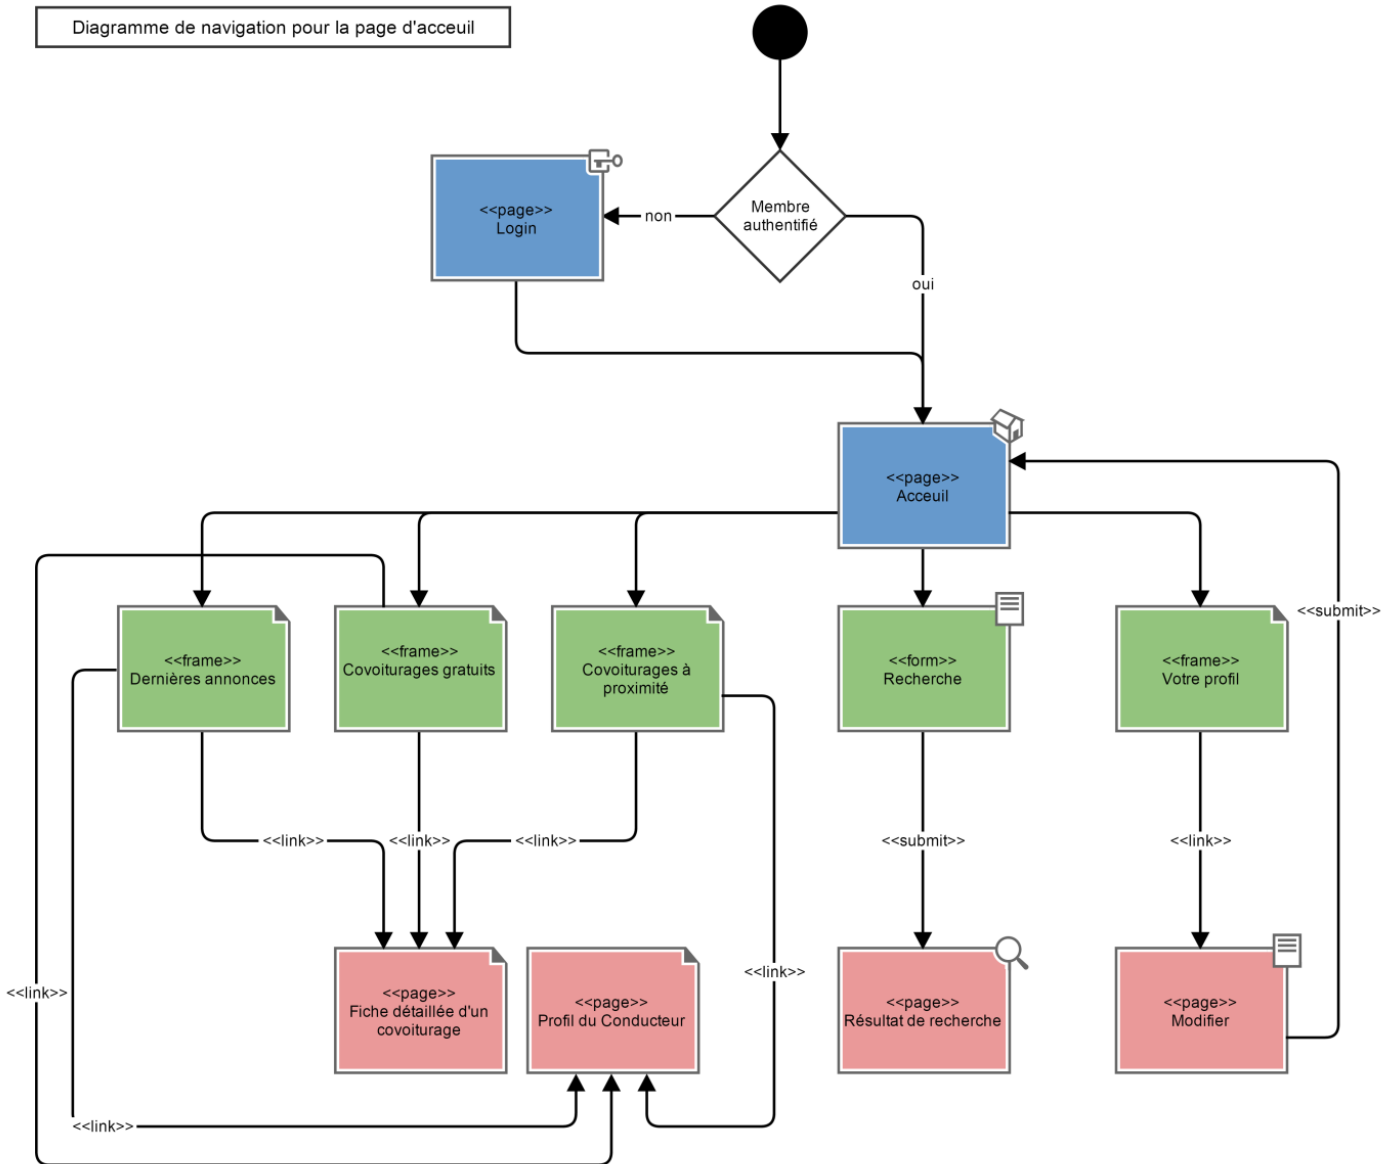 Diagramme de navigation pour la page d'acceuil
<<page>>
Login
non
Membre
authentifié
oui
<<page>>
Acceuil
<<submit>>
<<frame>>
Dernières annonces
<<frame>>
Covoiturages gratuits
<<frame>>
Covoiturages à
proximité
<<form>>
Recherche
<<frame>>
Votre profil
<<link>>
<<link>>
<<link>>
<<submit>>
<<link>>
<<link>>
<<link>>
<<page>>
Fiche détaillée d'un
covoiturage
<<page>>
Profil du Conducteur
<<page>>
Résultat de recherche
<<page>>
Modifier
<<link>>